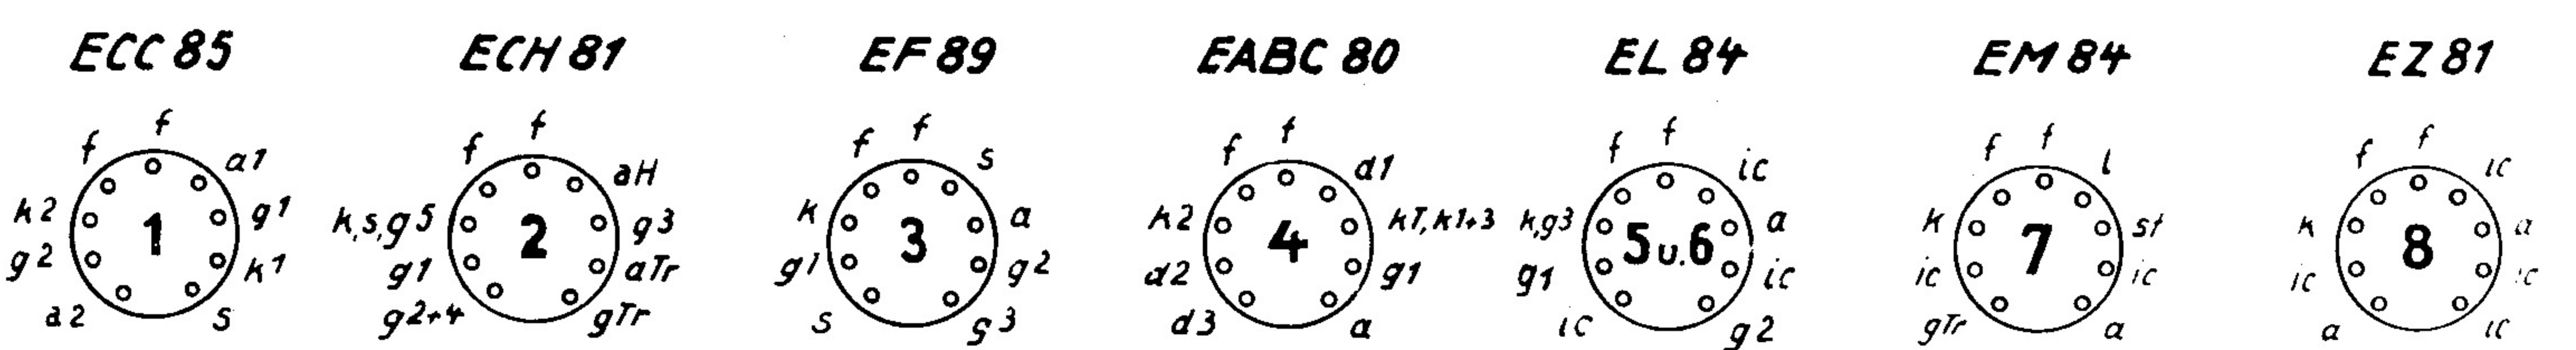 ECC 85 ECH 81 EF 89 EABC 80 EL 84 EM 84 EZ 81
f f f f f f f f f f f f f f
a1 aH s d1 ic l ic
k2 g1 k,s,g5 g3 k a k2 kT,k1+3 k,g3 a k st k a
1 2 3 4 5 u. 6 7 8
g2 k1 g1 aTr g1 g2 d2 g1 g1 ic ic ic ic ic
a2 s g2+4 gTr s g3 d3 a ic g2 gTr a a ic